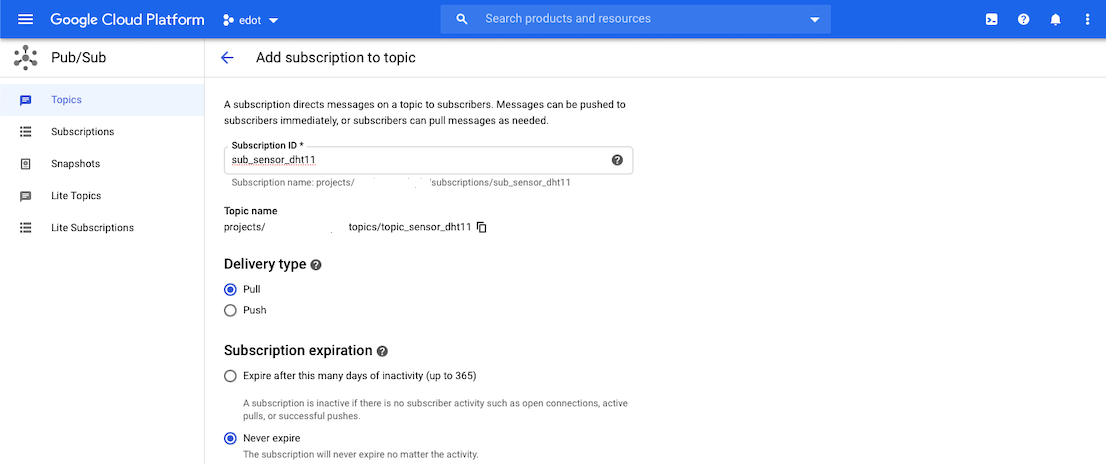 Google Cloud Platform edot Search products and resources
Pub/Sub
Add subscription to topic
Topics
Subscriptions
Snapshots
Lite Topics
Lite Subscriptions
A subscription directs messages on a topic to subscribers. Messages can be pushed to
subscribers immediately, or subscribers can pull messages as needed.
Subscription ID *
sub_sensor_dht11
Subscription name: projects/ /subscriptions/sub_sensor_dht11
Topic name
projects/ topics/topic_sensor_dht11
Delivery type
Pull
Push
Subscription expiration
Expire after this many days of inactivity (up to 365)
A subscription is inactive if there is no subscriber activity such as open connections, active
pulls, or successful pushes.
Never expire
The subscription will never expire no matter the activity.